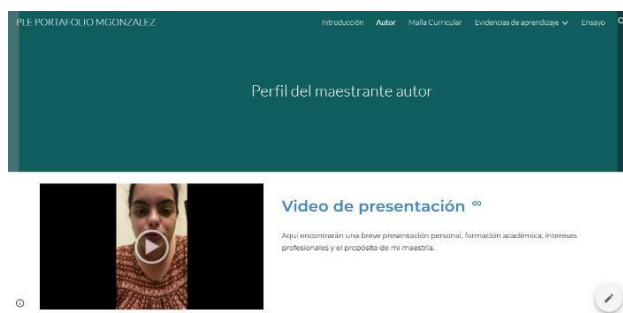 PLE PORTAFOLIO MGONZALEZ
Introducción Autor Malla Curricular Evidencias de aprendizaje Ensayo
Perfil del maestrante autor
Video de presentación
Aquí encontrarán una breve presentación personal, formación académica, intereses
profesionales y el propósito de mi maestría.